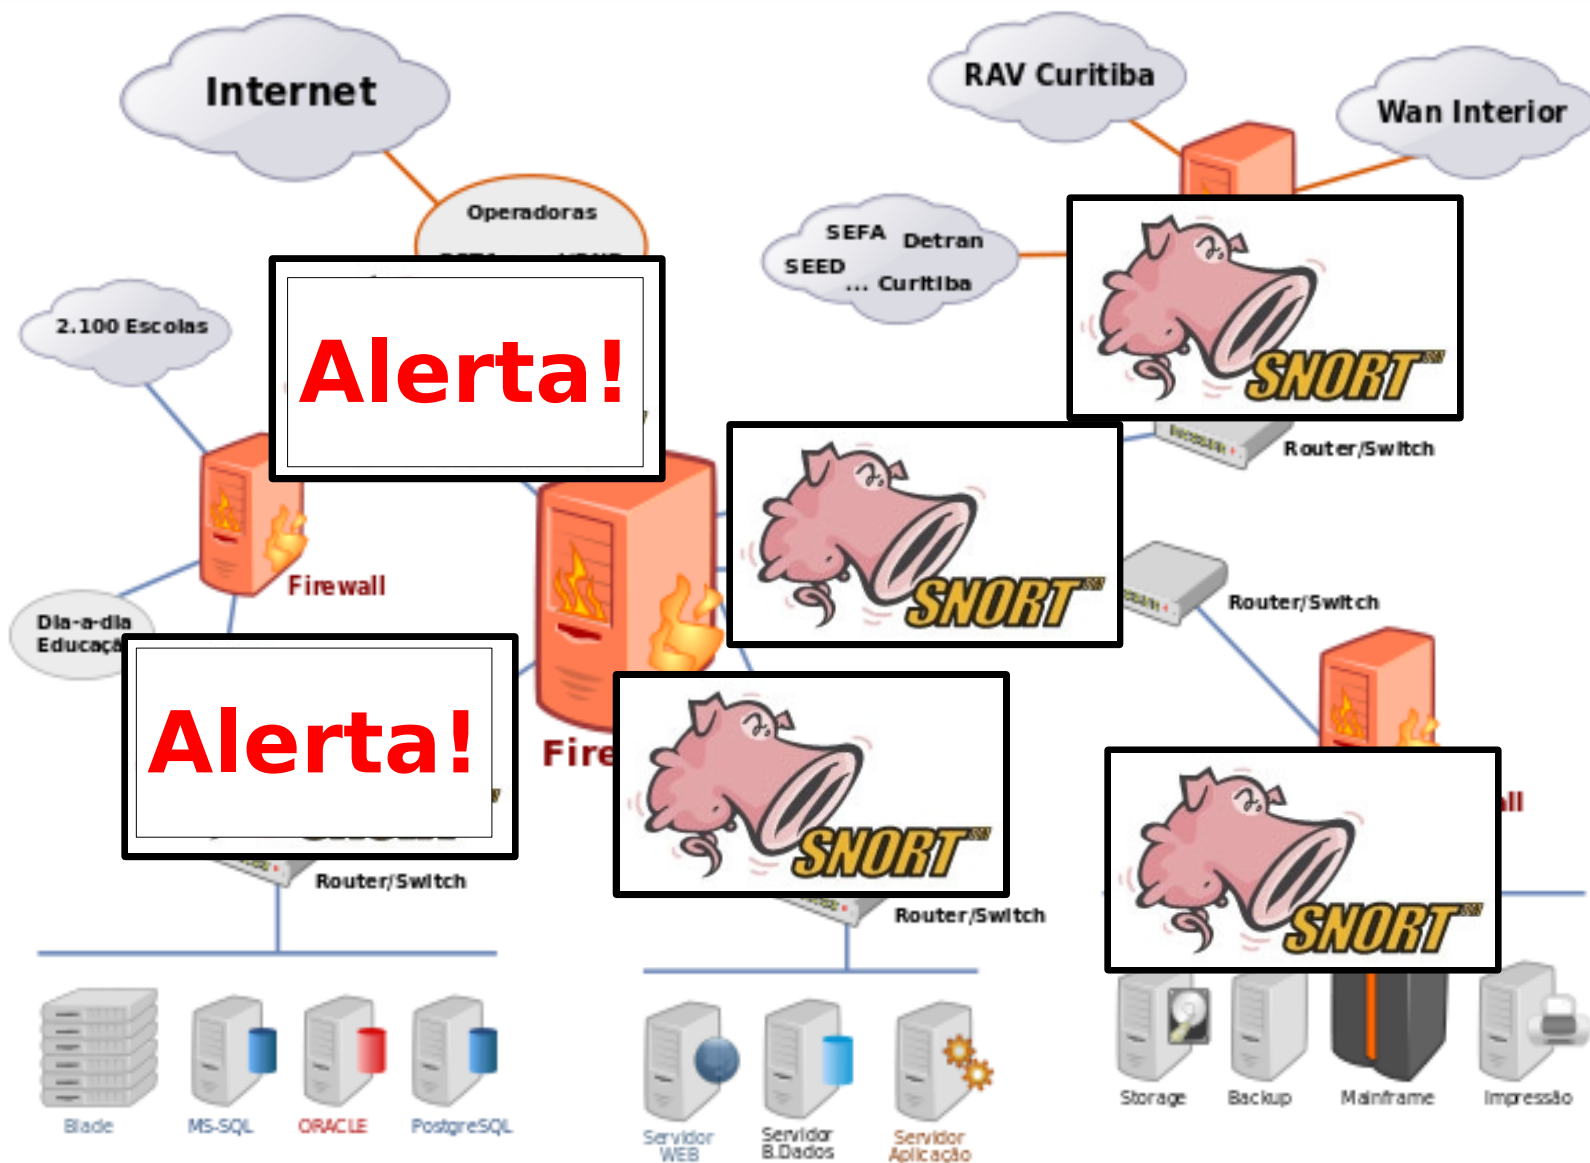 Internet
RAV Curitiba
Wan Interior
Operadoras
SEFA Detran
SEED
... Curitiba
2.100 Escolas
Alerta!
SNORT
Router/Switch
SNORT
Firewall
Router/Switch
Dia-a-dia
Alerta!
SNORT
SNORT
Router/Switch
Router/Switch
Blade
MS-SQL
ORACLE
PostgreSQL
Servidor
WEB
Servidor
B.Dados
Servidor
Aplicação
Storage
Backup
Mainframe
Impressão